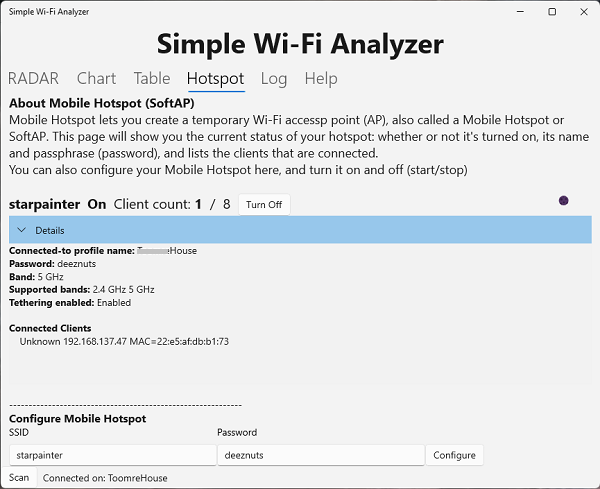 Simple Wi-Fi Analyzer
Simple Wi-Fi Analyzer
RADAR Chart Table Hotspot Log Help
About Mobile Hotspot (SoftAP)
Mobile Hotspot lets you create a temporary Wi-Fi accessp point (AP), also called a Mobile Hotspot or
SoftAP. This page will show you the current status of your hotspot: whether or not it's turned on, its name
and passphrase (password), and lists the clients that are connected.
You can also configure your Mobile Hotspot here, and turn it on and off (start/stop)
starpainter On Client count: 1 / 8 Turn Off
Details
Connected-to profile name: House
Password: deeznuts
Band: 5 GHz
Supported bands: 2.4 GHz 5 GHz
Tethering enabled: Enabled
Connected Clients
Unknown 192.168.137.47 MAC=22:e5:af:db:b1:73
------------------------------------------------------------
Configure Mobile Hotspot
SSID Password
starpainter deeznuts Configure
Scan Connected on: ToomreHouse